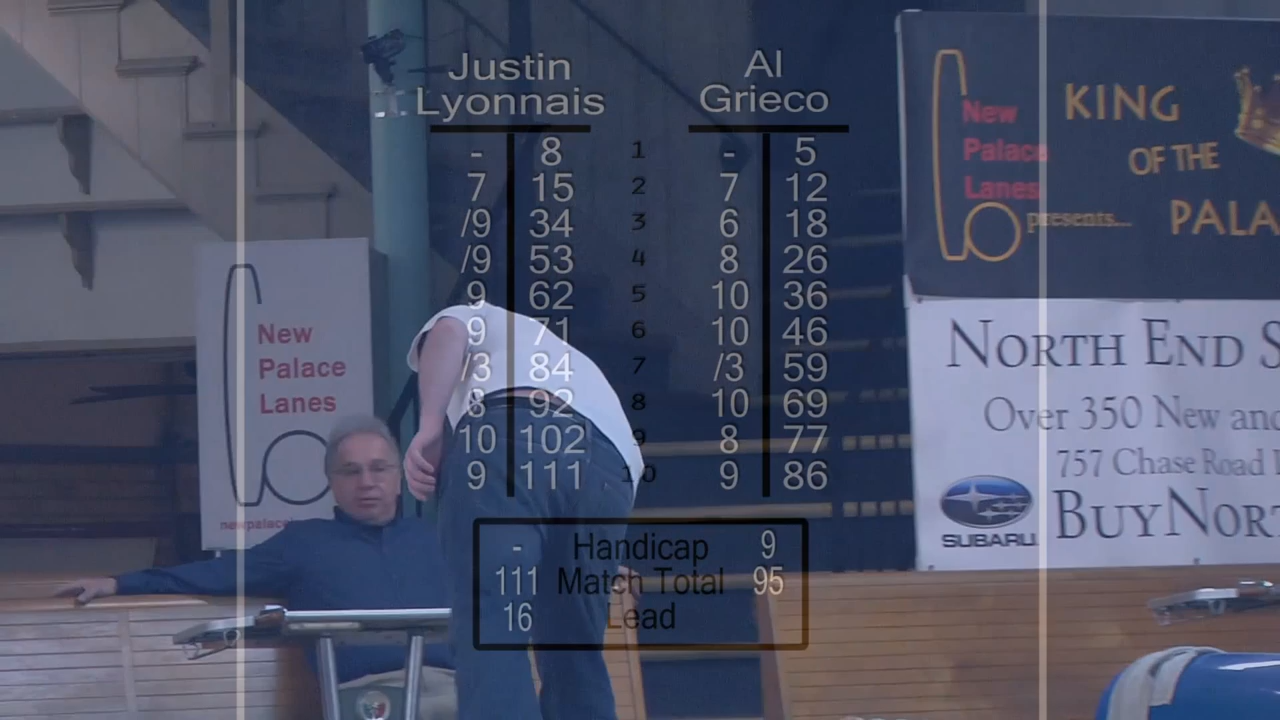 Justin Lyonnais
Al Grieco
- 8 1 - 5
7 15 2 7 12
/9 34 3 6 18
/9 53 4 8 26
9 62 5 10 36
9 71 6 10 46
/3 84 7 /3 59
8 92 8 10 69
10 102 9 8 77
9 111 10 9 86
- Handicap 9
111 Match Total 95
16 Lead
New
Palace
Lanes
New
Palace
Lanes
presents...
KING
OF THE
NORTH END
Over 350 New
757 Chase Road
SUBARU